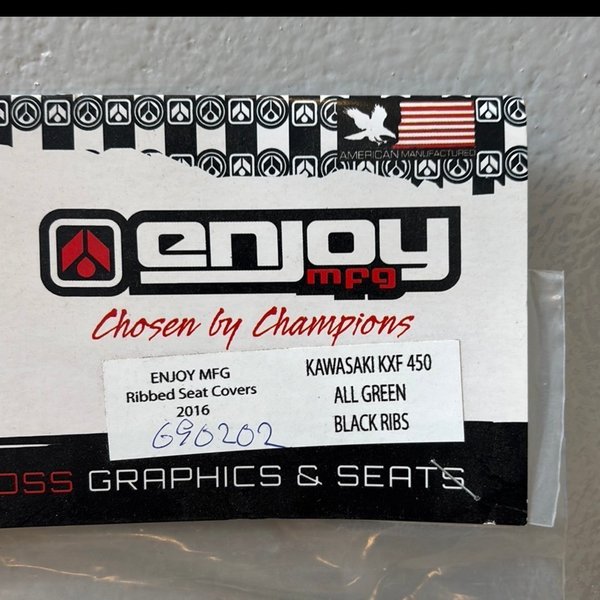 AMERICAN MANUFACTURED
enjoy
mfg
Chosen by Champions
ENJOY MFG
Ribbed Seat Covers
2016
690202
KAWASAKI KXF 450
ALL GREEN
BLACK RIBS
OSS GRAPHICS & SEATS